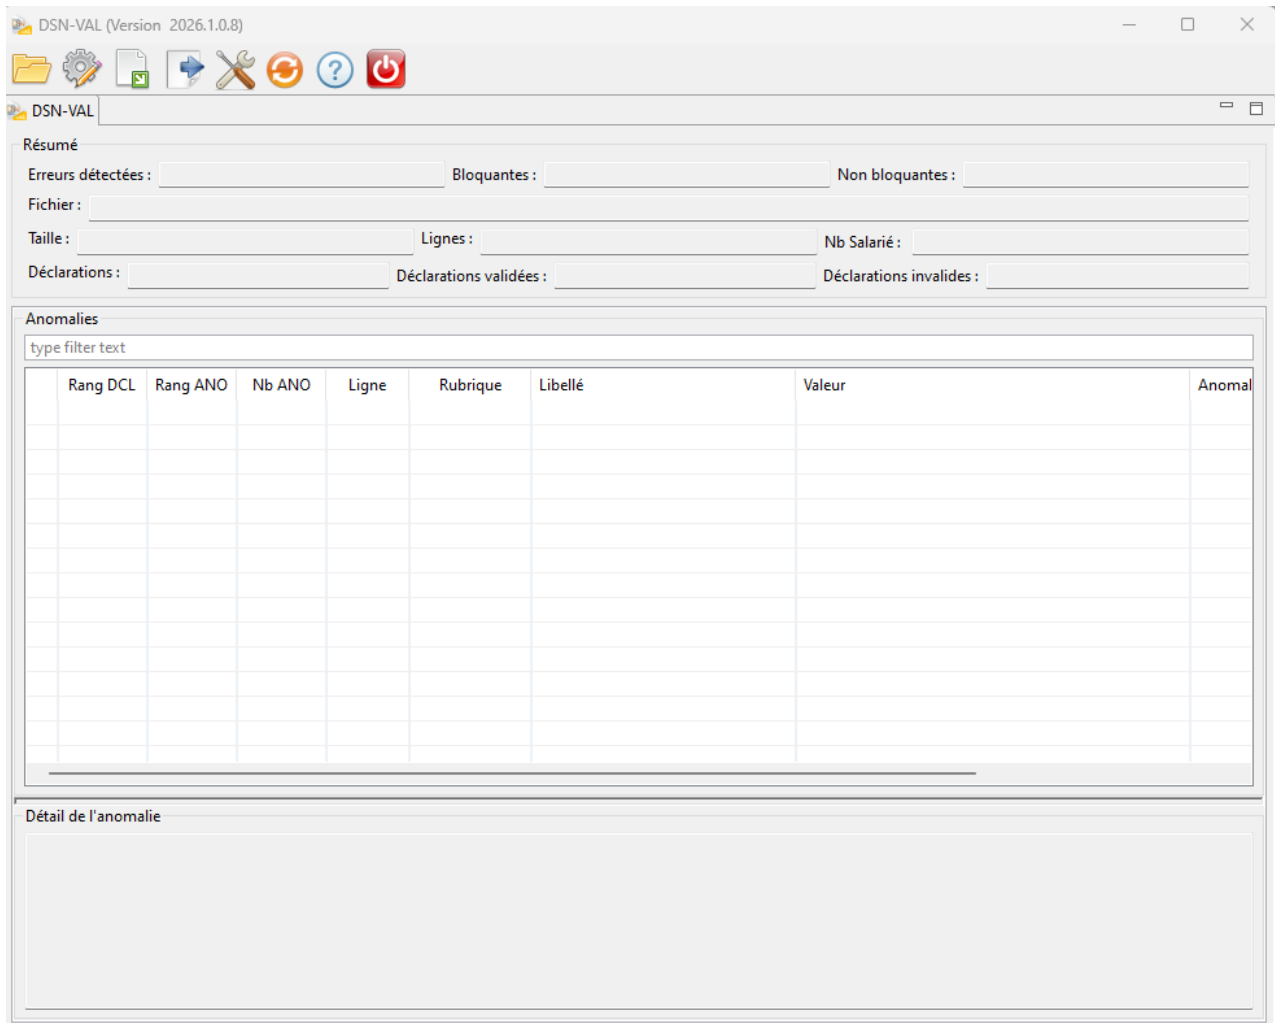 DSN-VAL (Version 2026.1.0.8)
DSN-VAL
Résumé
Erreurs détectées : Bloquantes : Non bloquantes :
Fichier :
Taille : Lignes : Nb Salarié :
Déclarations : Déclarations validées : Déclarations invalides :
Anomalies
type filter text
Rang DCL Rang ANO Nb ANO Ligne Rubrique Libellé Valeur Anomal
Détail de l'anomalie